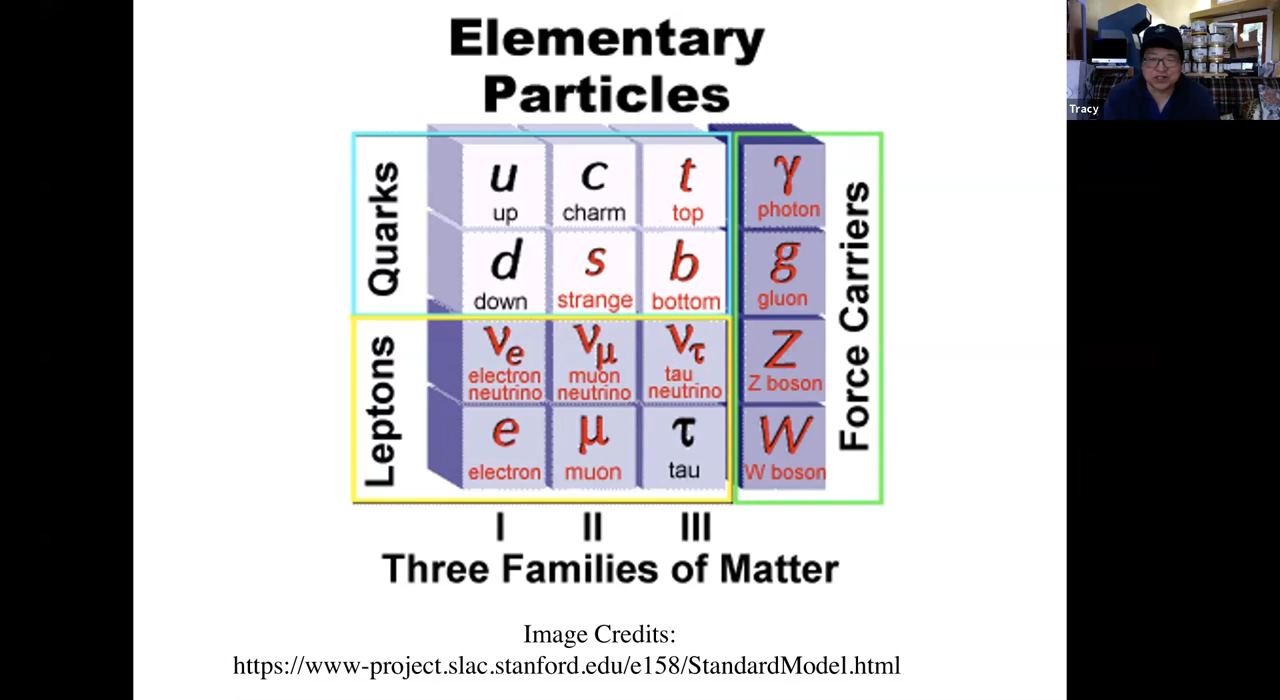 Elementary
Particles
Quarks
u
up
c
charm
t
top
γ
photon
d
down
s
strange
b
bottom
g
gluon
Leptons
νe
electron
neutrino
νμ
muon
neutrino
ντ
tau
neutrino
Z
Z boson
e
electron
μ
muon
τ
tau
W
W boson
Force Carriers
I II III
Three Families of Matter
Image Credits:
https://www-project.slac.stanford.edu/e158/StandardModel.html
Tracy